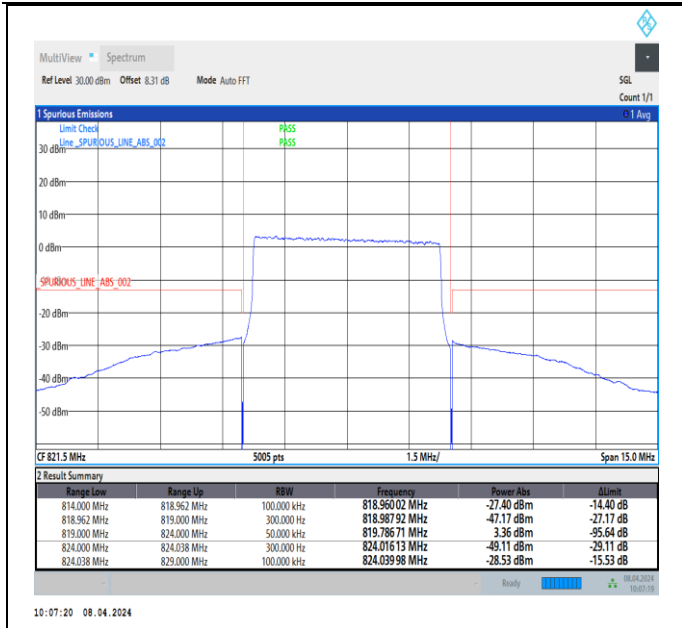 MultiView Spectrum
Ref Level 30.00 dBm Offset 8.31 dB Mode Auto FFT SGL
Count 1/1
1 Spurious Emissions 1 Avg
Limit Check PASS
Line _SPURIOUS_LINE_ABS_002 PASS
30 dBm
20 dBm
10 dBm
0 dBm
_SPURIOUS_LINE_ABS_002
-20 dBm
-30 dBm
-40 dBm
-50 dBm
CF 821.5 MHz 5005 pts 1.5 MHz/ Span 15.0 MHz
2 Result Summary
Range Low Range Up RBW Frequency Power Abs ΔLimit
814.000 MHz 818.962 MHz 100.000 kHz 818.96002 MHz -27.40 dBm -14.40 dB
818.962 MHz 819.000 MHz 300.000 Hz 818.98792 MHz -47.17 dBm -27.17 dB
819.000 MHz 824.000 MHz 50.000 kHz 819.78671 MHz 3.36 dBm -95.64 dB
824.000 MHz 824.038 MHz 300.000 Hz 824.01613 MHz -49.11 dBm -29.11 dB
824.038 MHz 829.000 MHz 100.000 kHz 824.03998 MHz -28.53 dBm -15.53 dB
Ready 08.04.2024
10:07:19
10:07:20 08.04.2024